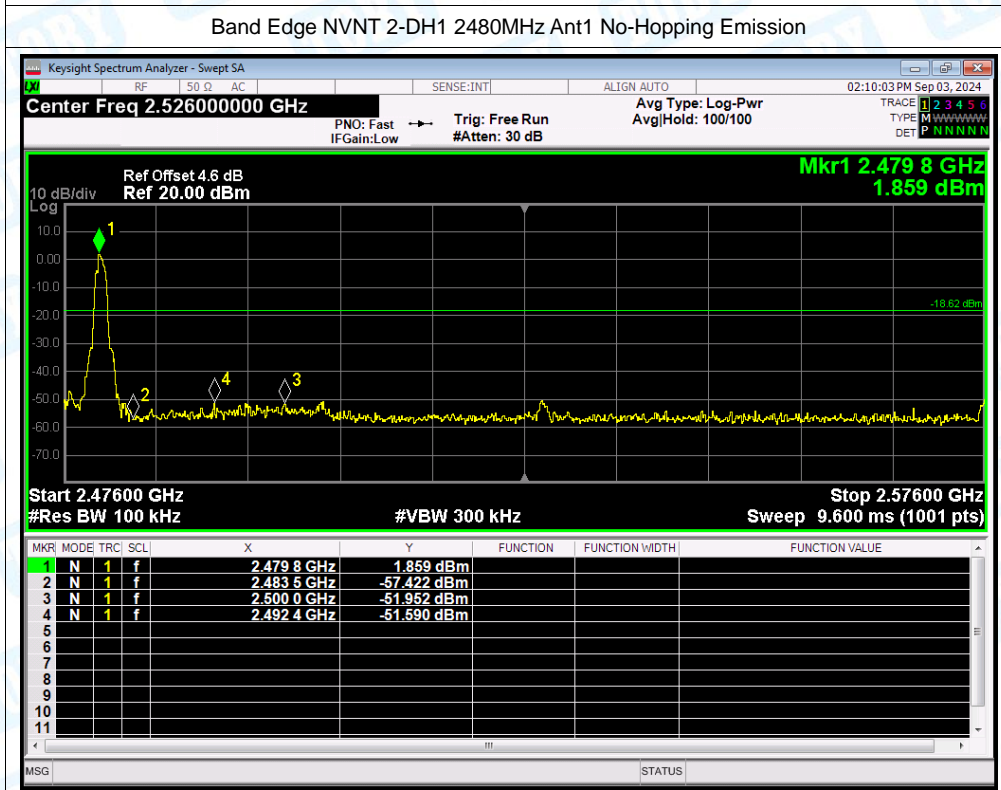 Band Edge NVNT 2-DH1 2480MHz Ant1 No-Hopping Emission
Keysight Spectrum Analyzer - Swept SA
LXI RF 50 Ω AC SENSE:INT ALIGN AUTO 02:10:03 PM Sep 03, 2024
Center Freq 2.526000000 GHz
PNO: Fast
IFGain:Low
Trig: Free Run
#Atten: 30 dB
Avg Type: Log-Pwr
Avg|Hold: 100/100
TRACE 1 2 3 4 5 6
TYPE M WWWWW
DET P N N N N N
Mkr1 2.479 8 GHz
1.859 dBm
Ref Offset 4.6 dB
10 dB/div Ref 20.00 dBm
Log
10.0
0.00
-10.0
-20.0
-30.0
-40.0
-50.0
-60.0
-70.0
1
2
4
3
-18.62 dBm
Start 2.47600 GHz Stop 2.57600 GHz
#Res BW 100 kHz #VBW 300 kHz Sweep 9.600 ms (1001 pts)
MKR MODE TRC SCL X Y FUNCTION FUNCTION WIDTH FUNCTION VALUE
1 N 1 f 2.479 8 GHz 1.859 dBm
2 N 1 f 2.483 5 GHz -57.422 dBm
3 N 1 f 2.500 0 GHz -51.952 dBm
4 N 1 f 2.492 4 GHz -51.590 dBm
5
6
7
8
9
10
11
MSG STATUS